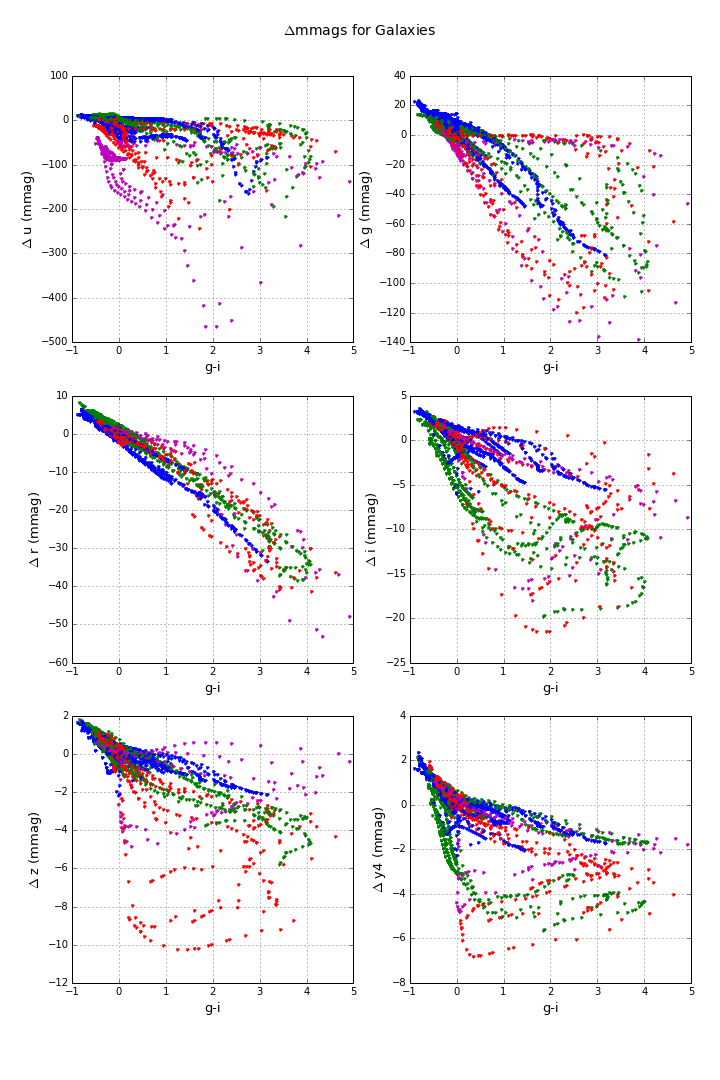 Δmmags for Galaxies
100
0
−100
−200
−300
−400
−500
Δ u (mmag)
−1 0 1 2 3 4 5
g-i
40
20
0
−20
−40
−60
−80
−100
−120
−140
Δ g (mmag)
−1 0 1 2 3 4 5
g-i
10
0
−10
−20
−30
−40
−50
−60
Δ r (mmag)
−1 0 1 2 3 4 5
g-i
5
0
−5
−10
−15
−20
−25
Δ i (mmag)
−1 0 1 2 3 4 5
g-i
2
0
−2
−4
−6
−8
−10
−12
Δ z (mmag)
−1 0 1 2 3 4 5
g-i
4
2
0
−2
−4
−6
−8
Δ y4 (mmag)
−1 0 1 2 3 4 5
g-i